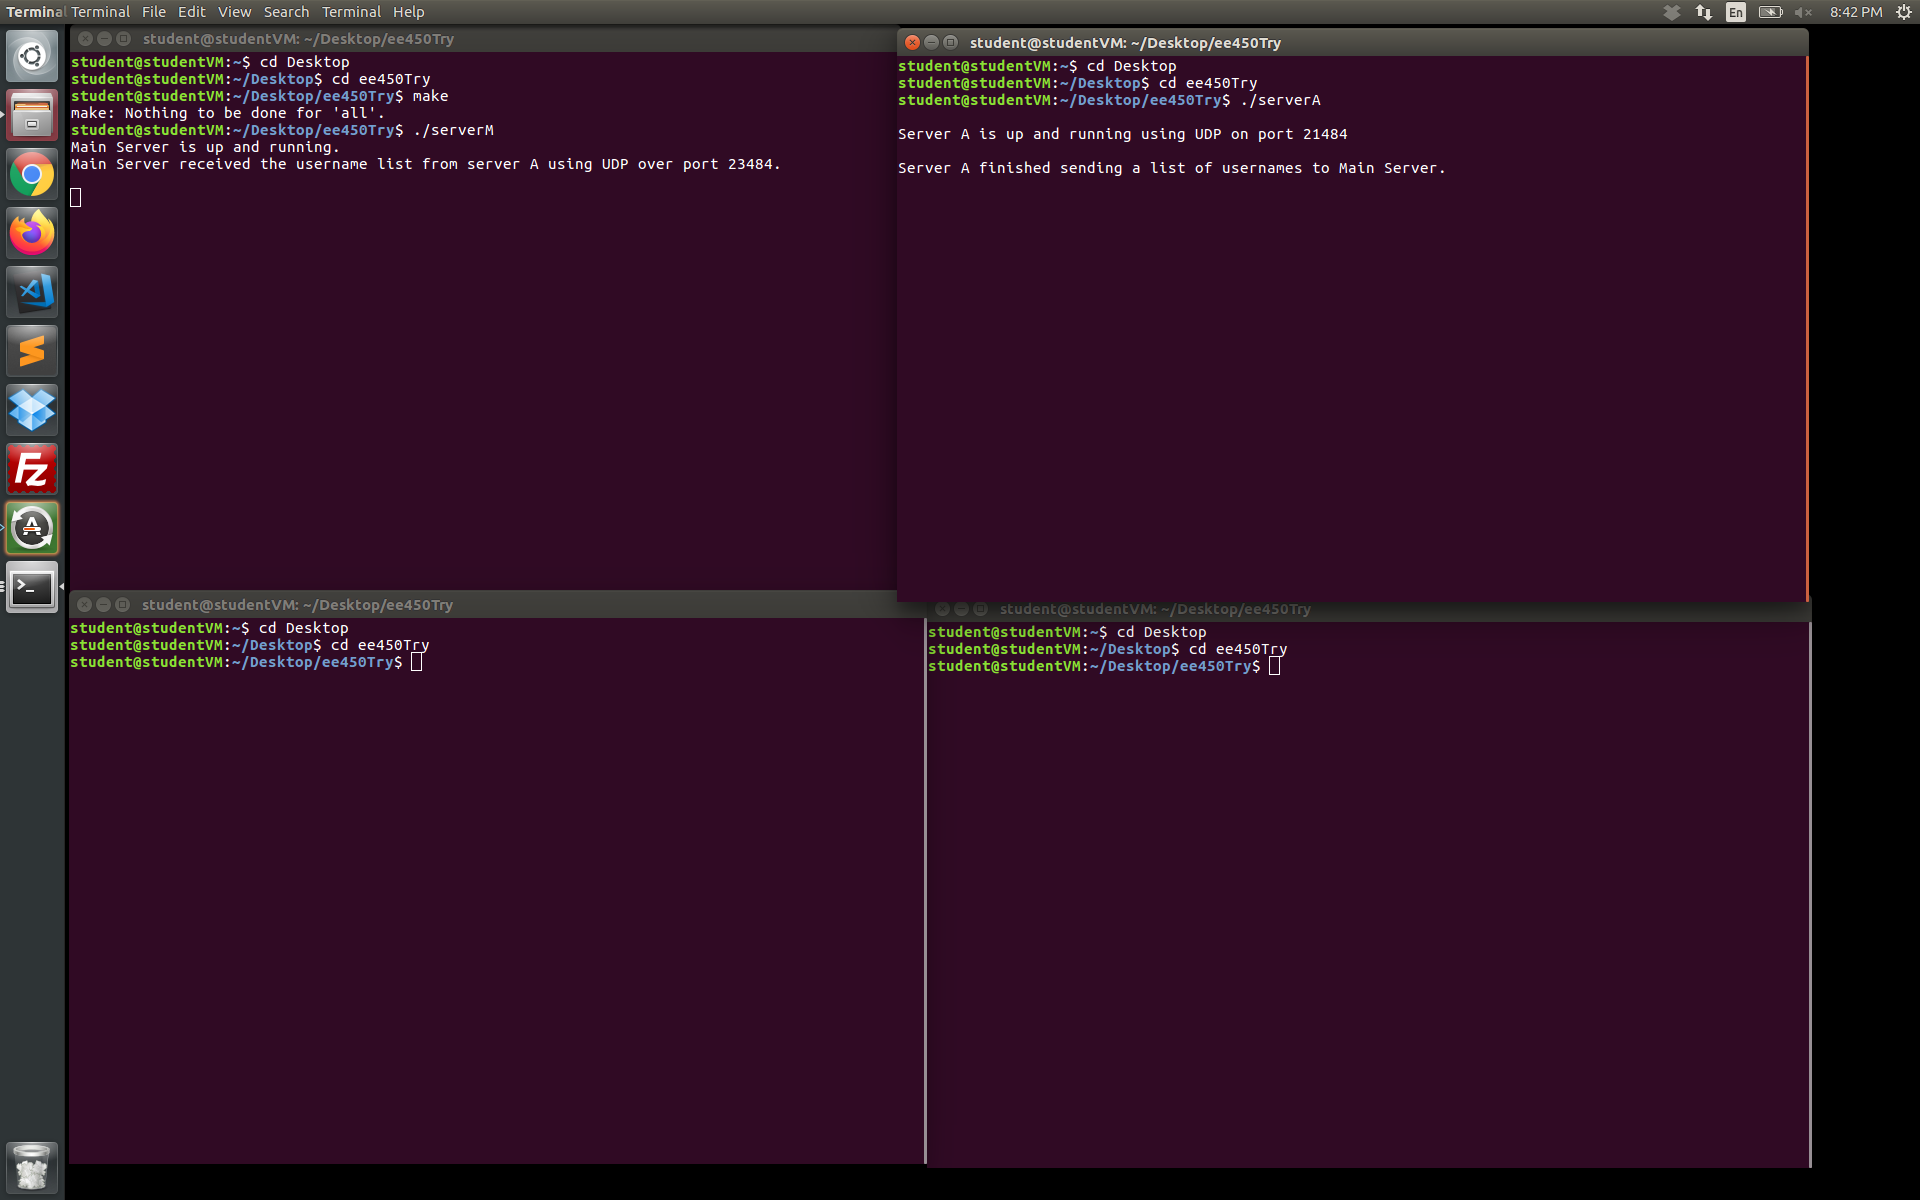 Terminal Terminal File Edit View Search Terminal Help En 8:42 PM
student@studentVM: ~/Desktop/ee450Try
student@studentVM:~$ cd Desktop
student@studentVM:~/Desktop$ cd ee450Try
student@studentVM:~/Desktop/ee450Try$ make
make: Nothing to be done for 'all'.
student@studentVM:~/Desktop/ee450Try$ ./serverM
Main Server is up and running.
Main Server received the username list from server A using UDP over port 23484.
student@studentVM: ~/Desktop/ee450Try
student@studentVM:~$ cd Desktop
student@studentVM:~/Desktop$ cd ee450Try
student@studentVM:~/Desktop/ee450Try$ ./serverA
Server A is up and running using UDP on port 21484
Server A finished sending a list of usernames to Main Server.
student@studentVM: ~/Desktop/ee450Try
student@studentVM:~$ cd Desktop
student@studentVM:~/Desktop$ cd ee450Try
student@studentVM:~/Desktop/ee450Try$
student@studentVM: ~/Desktop/ee450Try
student@studentVM:~$ cd Desktop
student@studentVM:~/Desktop$ cd ee450Try
student@studentVM:~/Desktop/ee450Try$
Fz
A
>_